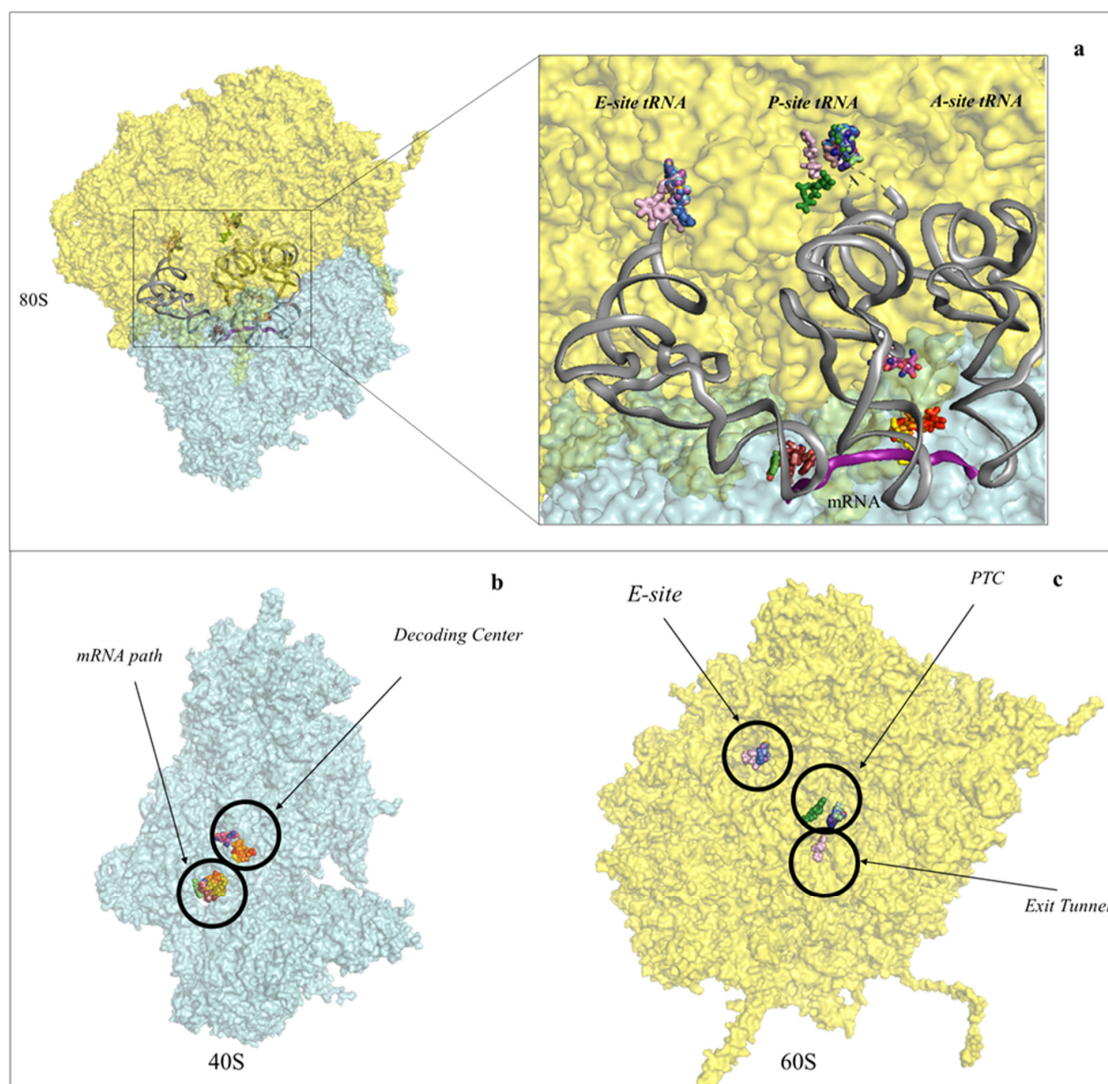 a
E-site tRNA
P-site tRNA
A-site tRNA
80S
mRNA
b
c
mRNA path
Decoding Center
E-site
PTC
Exit Tunnel
40S
60S